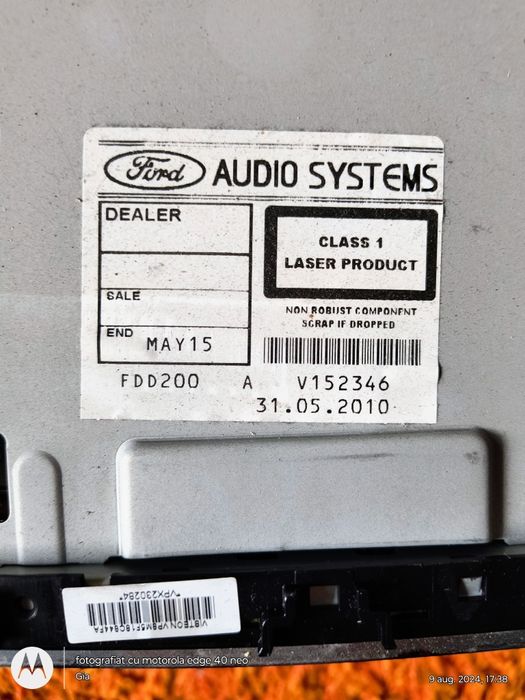 Ford AUDIO SYSTEMS
DEALER
CLASS 1
LASER PRODUCT
NON ROBUST COMPONENT
SCRAP IF DROPPED
SALE
END MAY15
FDD200 A V152346
31.05.2010
*VPX230284*
fotografiat cu motorola edge 40 neo
Gia
9 aug. 2024, 17:38